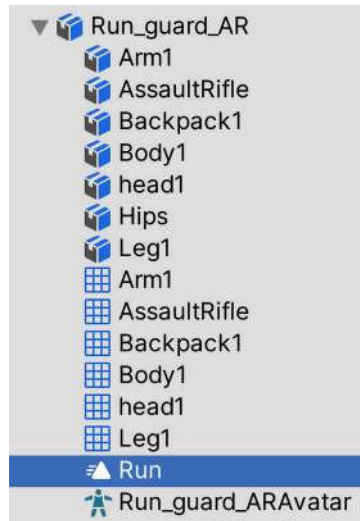 Run_guard_AR
Arm1
AssaultRifle
Backpack1
Body1
head1
Hips
Leg1
Arm1
AssaultRifle
Backpack1
Body1
head1
Leg1
Run
Run_guard_ARAvatar